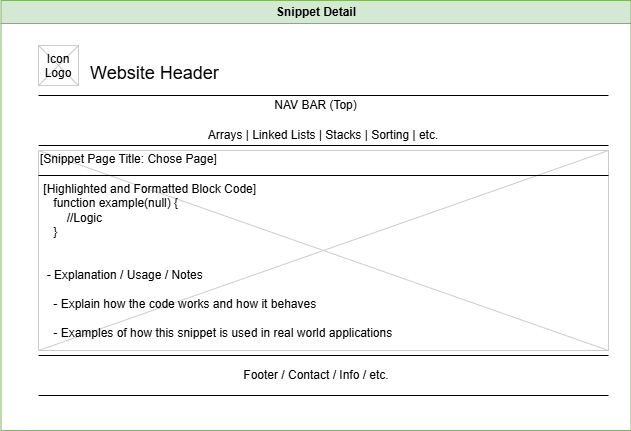 Snippet Detail
Icon
Logo
Website Header
NAV BAR (Top)
Arrays | Linked Lists | Stacks | Sorting | etc.
[Snippet Page Title: Chose Page]
[Highlighted and Formatted Block Code]
function example(null) {
//Logic
}
- Explanation / Usage / Notes
- Explain how the code works and how it behaves
- Examples of how this snippet is used in real world applications
Footer / Contact / Info / etc.